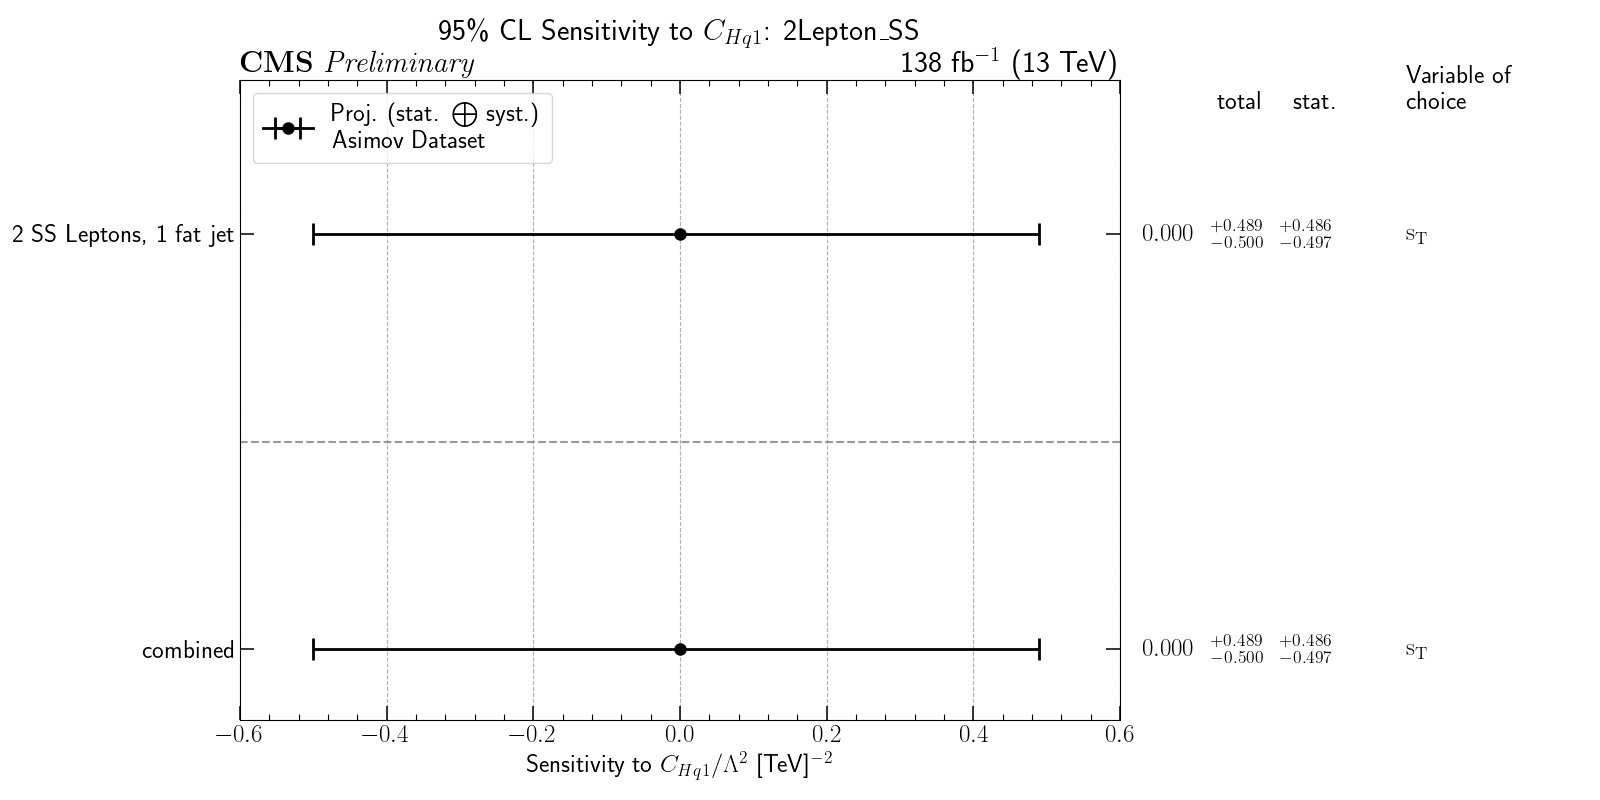 95% CL Sensitivity to C_{Hq1}: 2Lepton_SS
CMS Preliminary 138 fb^{-1} (13 TeV)
Proj. (stat. ⨁ syst.)
Asimov Dataset
total stat. Variable of
choice
2 SS Leptons, 1 fat jet 0.000 +0.489 +0.486 s_T
−0.500 −0.497
combined 0.000 +0.489 +0.486 s_T
−0.500 −0.497
−0.6 −0.4 −0.2 0.0 0.2 0.4 0.6
Sensitivity to C_{Hq1}/Λ^2 [TeV]^{−2}